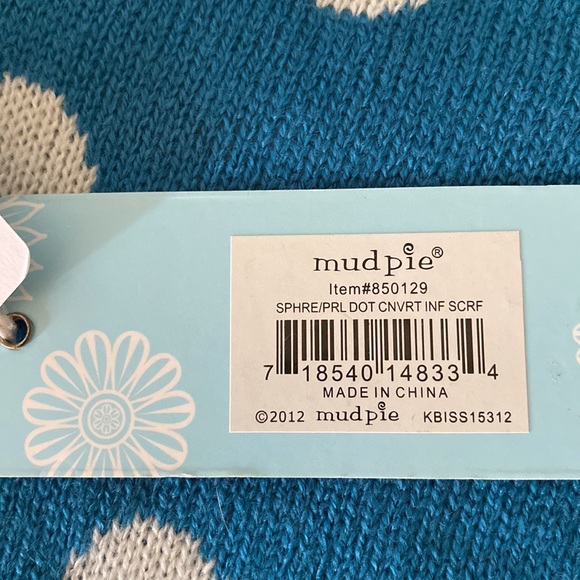 mudpie®
Item#850129
SPHRE/PRL DOT CNVRT INF SCRF
7 18540 14833 4
MADE IN CHINA
©2012 mudpie KBISS15312